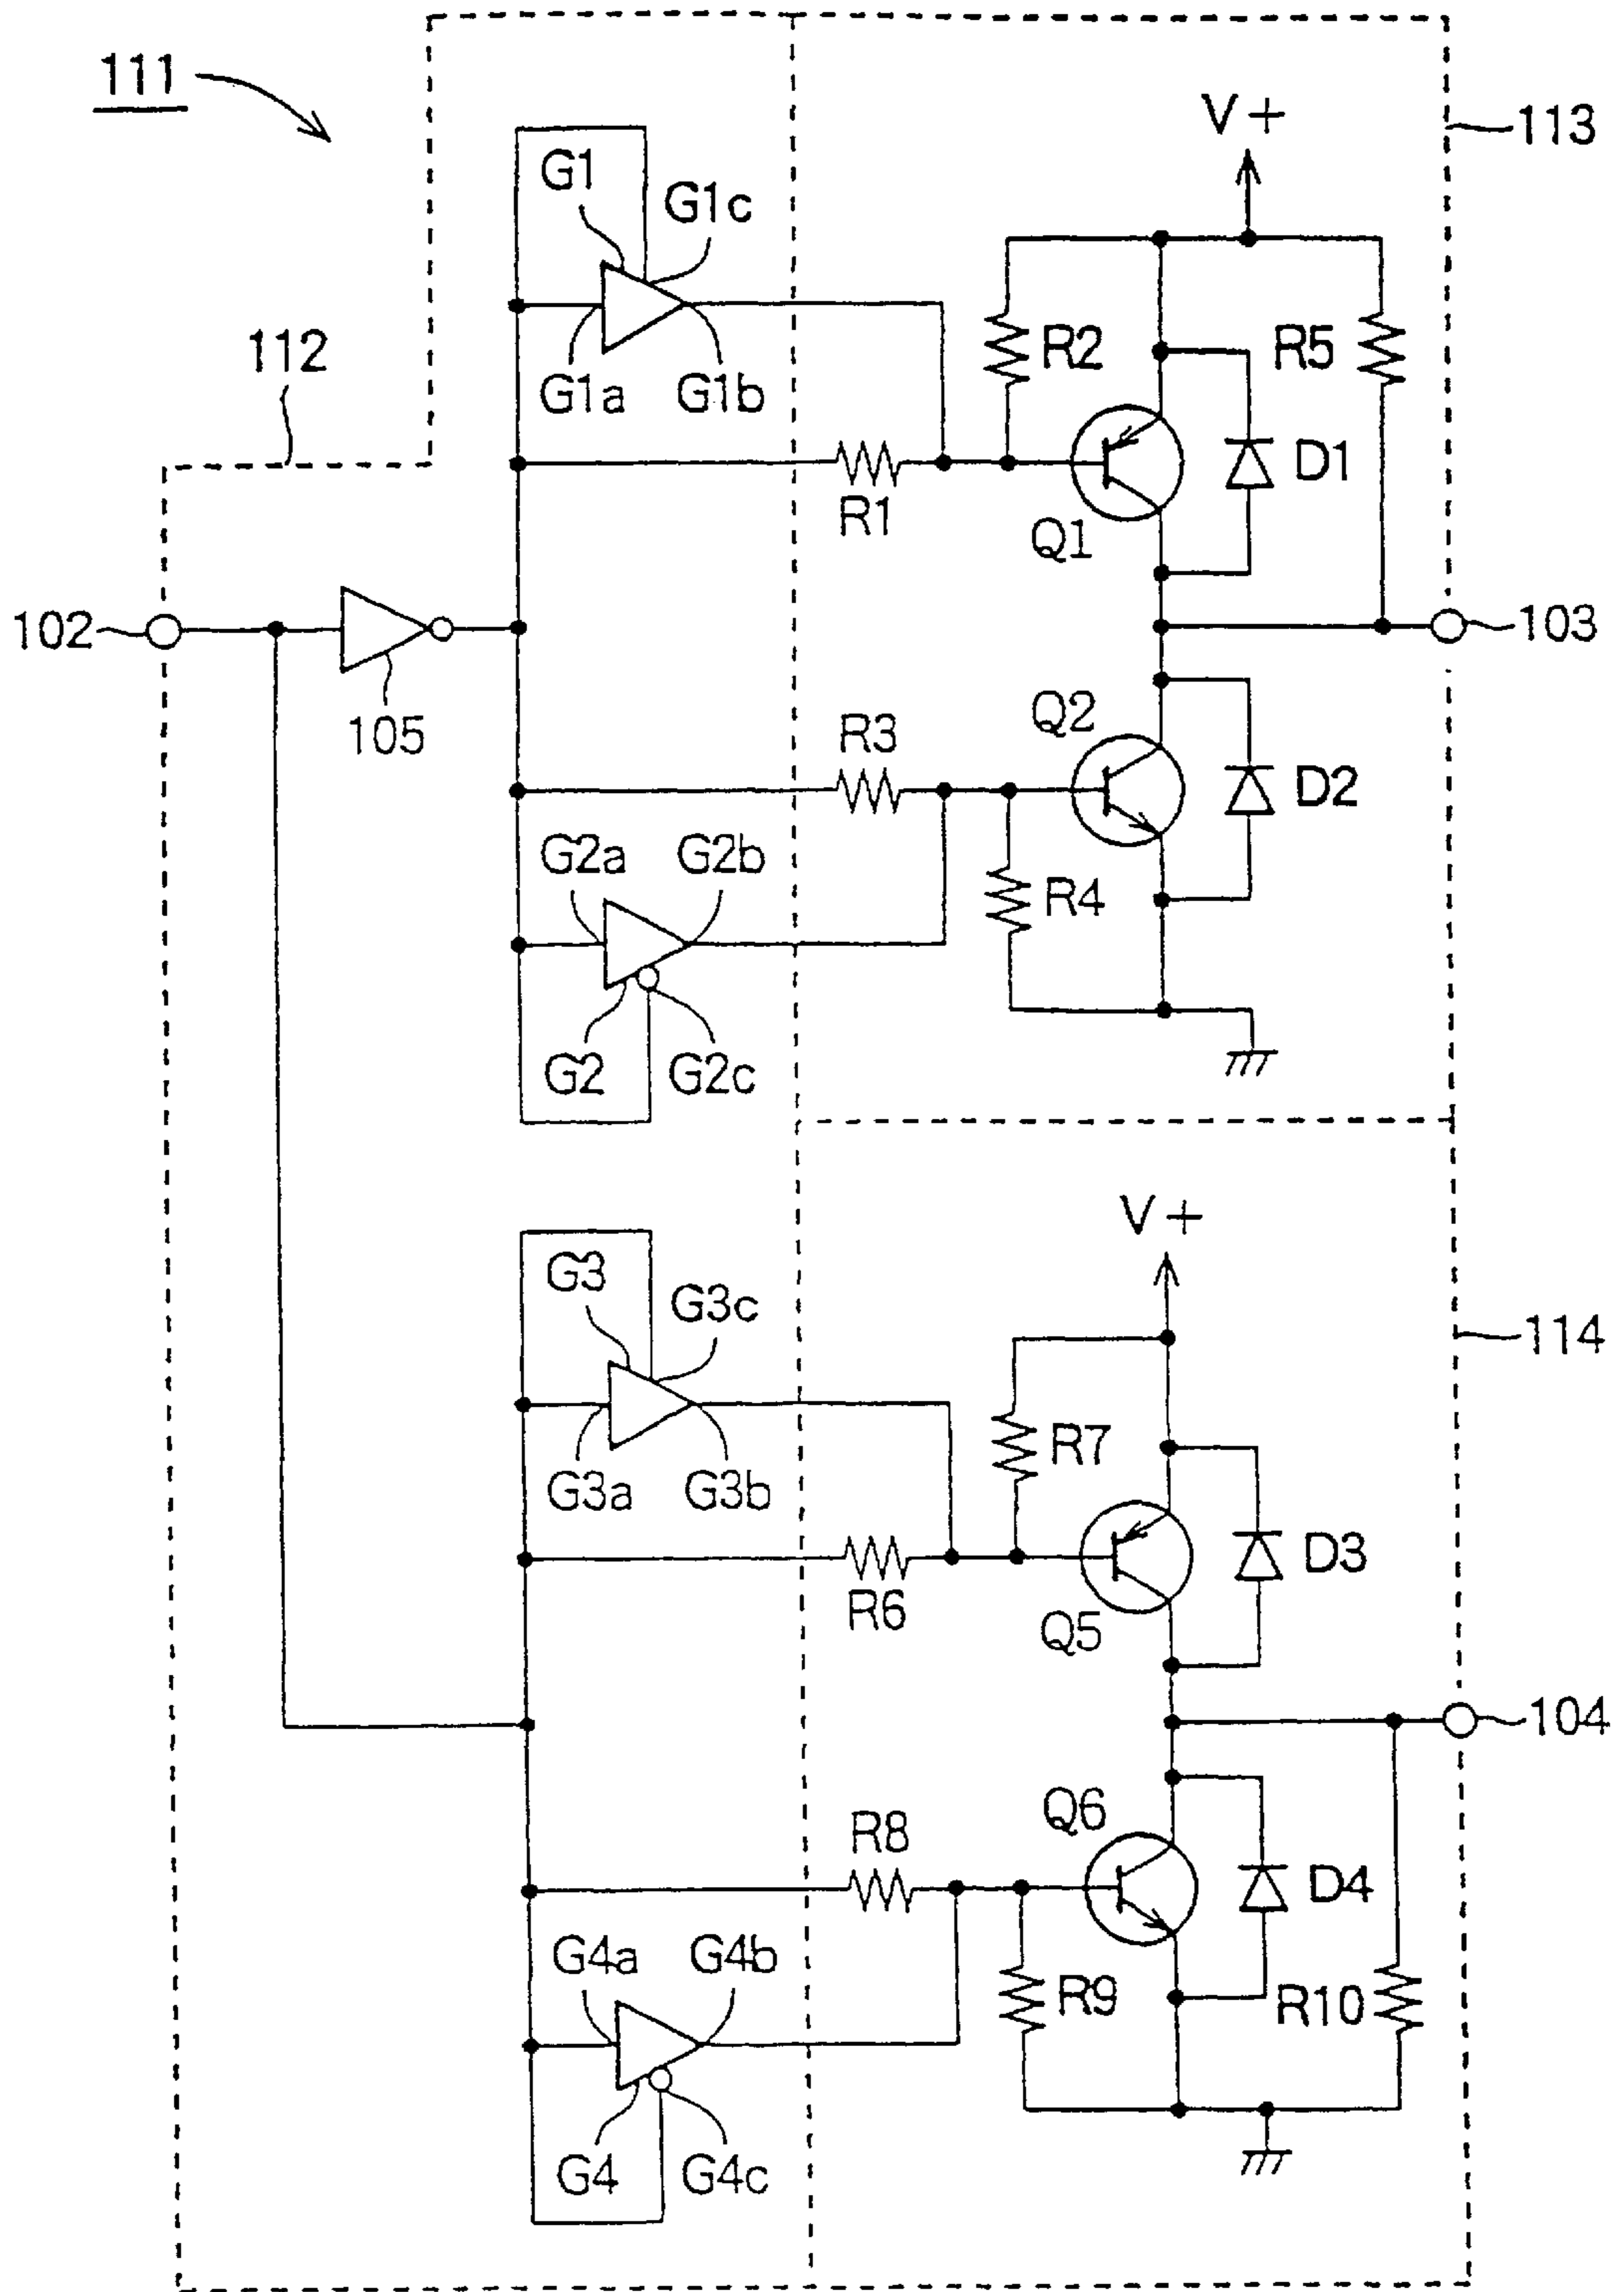 111
V+
113
G1
G1c
112
R2
R5
G1a
G1b
D1
R1
Q1
102
103
105
Q2
R3
D2
G2a
G2b
R4
G2
G2c
V+
G3
G3c
114
R7
G3a
G3b
D3
R6
Q5
104
Q6
R8
D4
G4a
G4b
R9
R10
G4
G4c